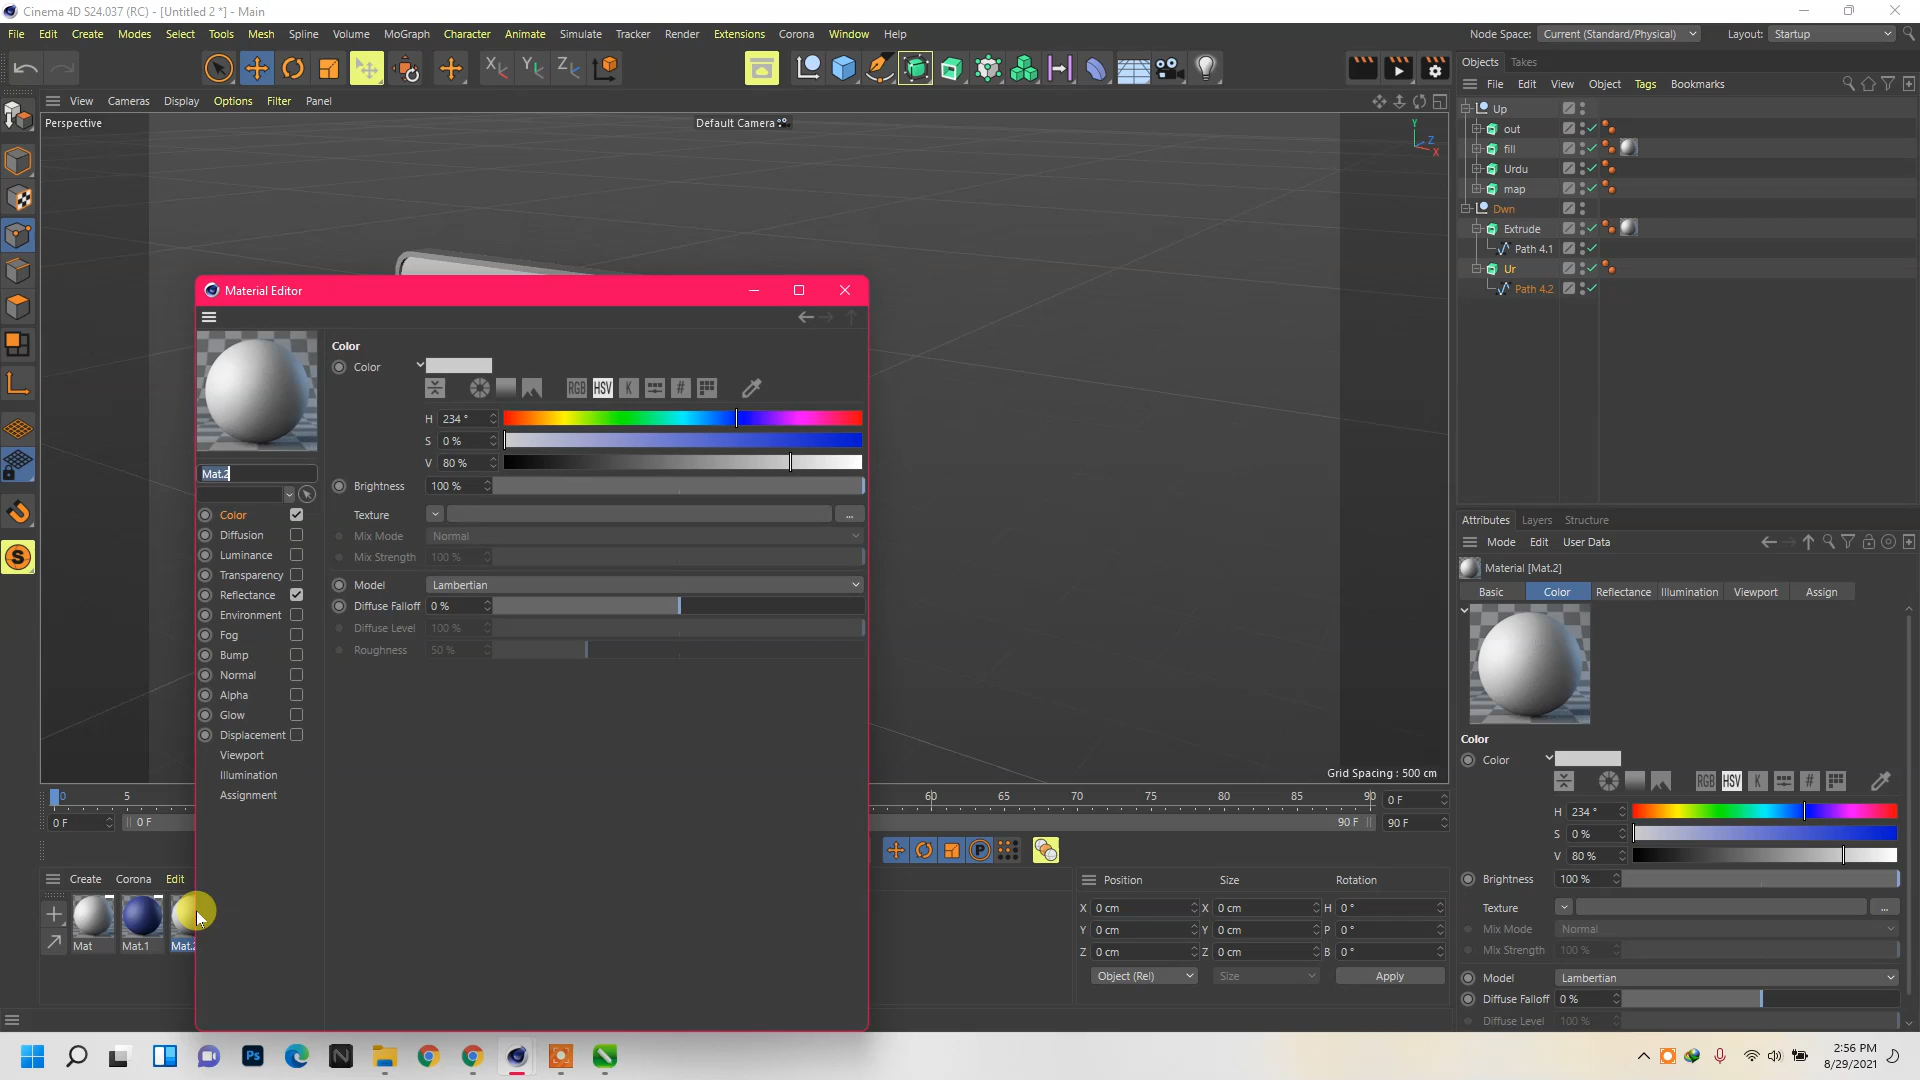 Cinema 4D S24.037 (RC) - [Untitled 2 *] - Main
File Edit Create Modes Select Tools Mesh Spline Volume MoGraph Character Animate Simulate Tracker Render Extensions Corona Window Help
Node Space: Current (Standard/Physical) Layout: Startup
Objects Takes
File Edit View Object Tags Bookmarks
View Cameras Display Options Filter Panel
Perspective
Default Camera
Y
Z
X
Up
out
fill
Urdu
map
Dwn
Extrude
Path 4.1
Ur
Path 4.2
Material Editor
Color
Color
RGB HSV K #
H 234 °
S 0 %
V 80 %
Brightness 100 %
Texture ...
Mix Mode Normal
Mix Strength 100 %
Model Lambertian
Diffuse Falloff 0 %
Diffuse Level 100 %
Roughness 50 %
Mat.2
Color
Diffusion
Luminance
Transparency
Reflectance
Environment
Fog
Bump
Normal
Alpha
Glow
Displacement
Viewport
Illumination
Assignment
Grid Spacing : 500 cm
0 5 60 65 70 75 80 85 90 0 F
0 F 0 F 90 F 90 F
Create Corona Edit
Mat Mat.1 Mat.2
Position Size Rotation
X 0 cm X 0 cm H 0 °
Y 0 cm Y 0 cm P 0 °
Z 0 cm Z 0 cm B 0 °
Object (Rel) Size Apply
Attributes Layers Structure
Mode Edit User Data
Material [Mat.2]
Basic Color Reflectance Illumination Viewport Assign
Color
Color
RGB HSV K #
H 234 °
S 0 %
V 80 %
Brightness 100 %
Texture ...
Mix Mode Normal
Mix Strength 100 %
Model Lambertian
Diffuse Falloff 0 %
Diffuse Level 100 %
2:56 PM
8/29/2021